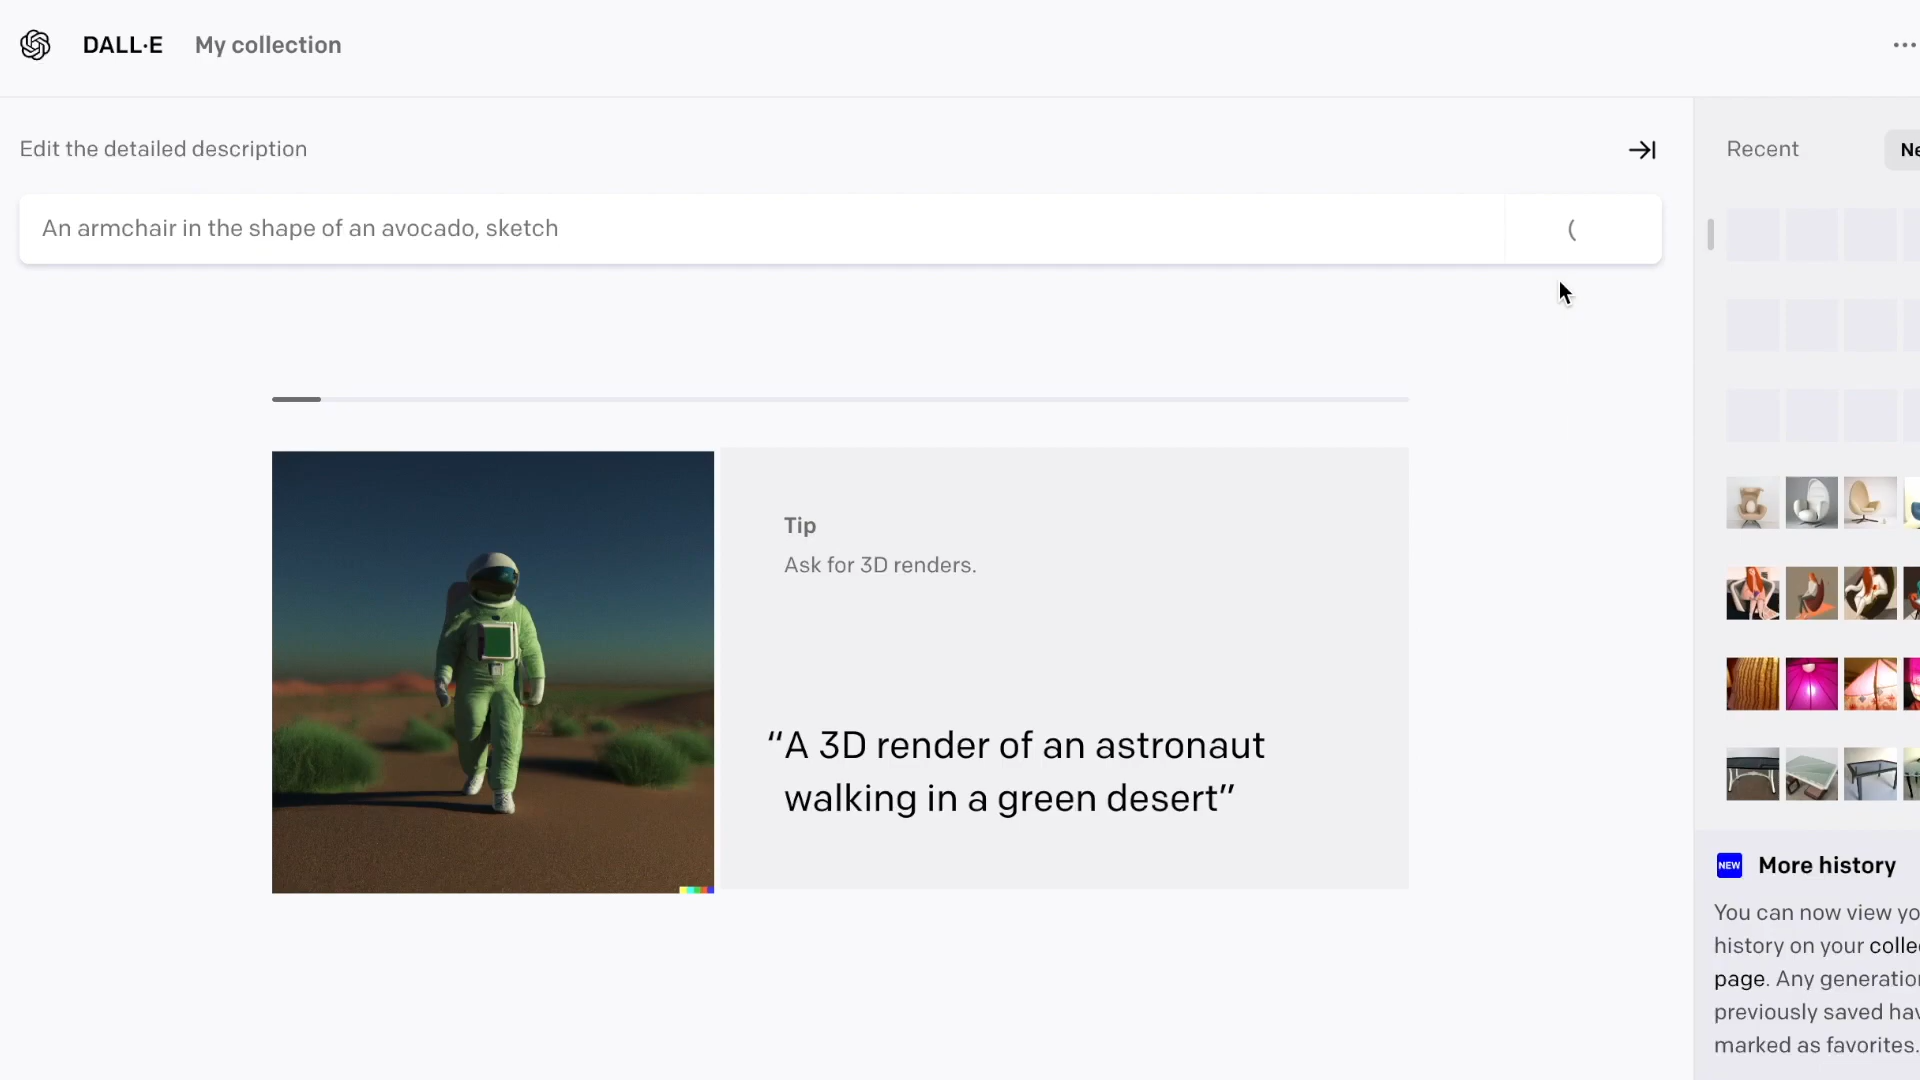 DALL·E My collection
Edit the detailed description
An armchair in the shape of an avocado, sketch
Tip
Ask for 3D renders.
“A 3D render of an astronaut
walking in a green desert”
Recent Ne
NEW More history
You can now view yo
history on your colle
page. Any generation
previously saved hav
marked as favorites.